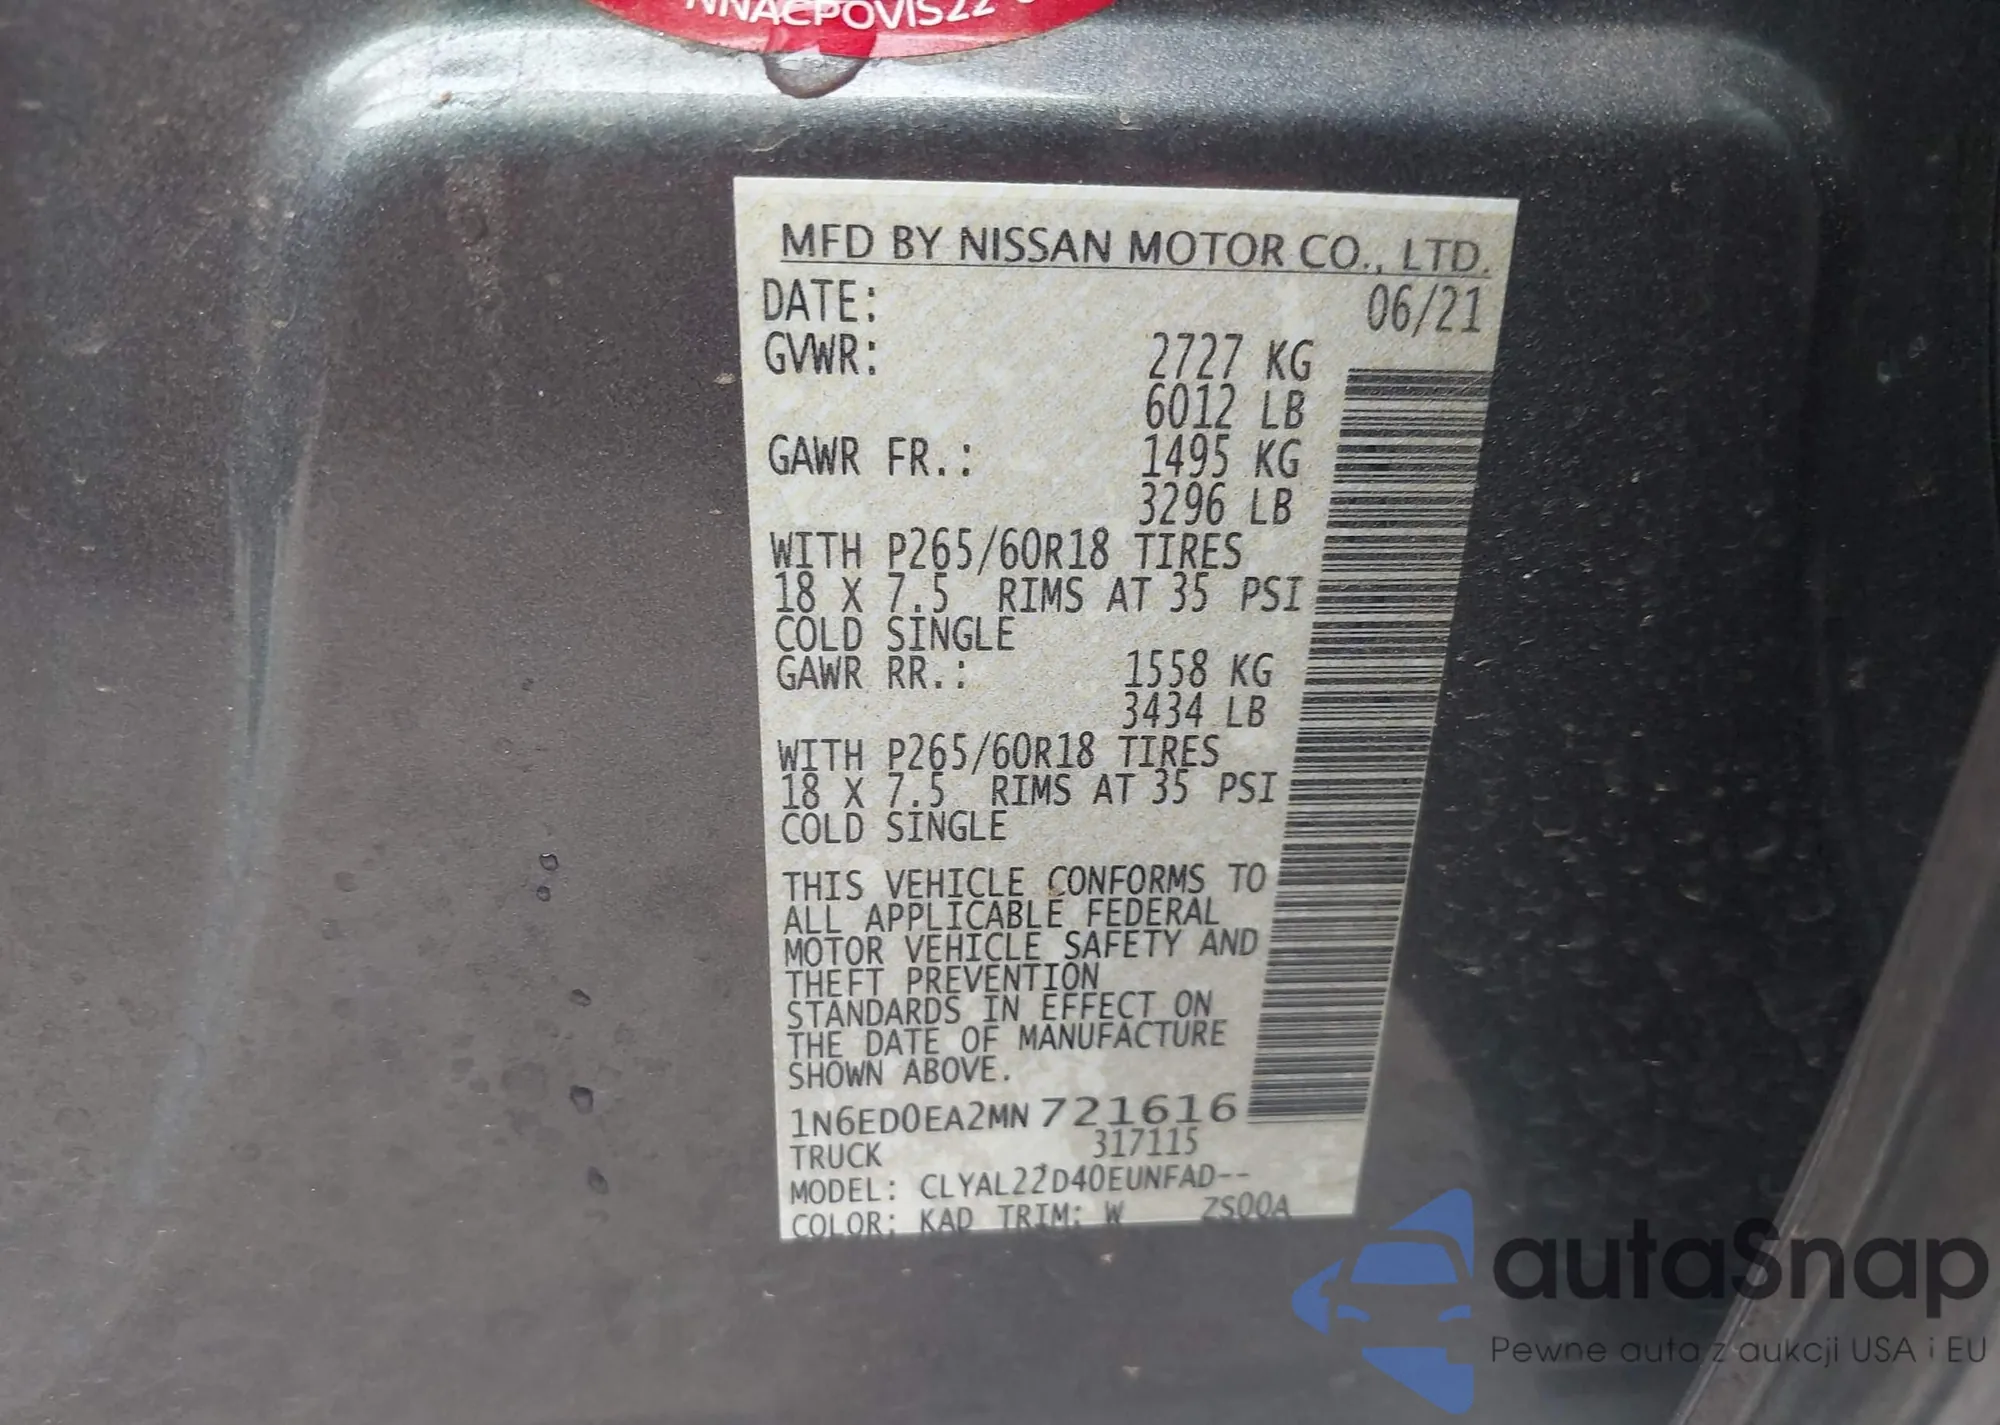 NNACPOVIS22
MFD BY NISSAN MOTOR CO., LTD.
DATE: 06/21
GVWR: 2727 KG
6012 LB
GAWR FR.: 1495 KG
3296 LB
WITH P265/60R18 TIRES
18 X 7.5 RIMS AT 35 PSI
COLD SINGLE
GAWR RR.: 1558 KG
3434 LB
WITH P265/60R18 TIRES
18 X 7.5 RIMS AT 35 PSI
COLD SINGLE
THIS VEHICLE CONFORMS TO
ALL APPLICABLE FEDERAL
MOTOR VEHICLE SAFETY AND
THEFT PREVENTION
STANDARDS IN EFFECT ON
THE DATE OF MANUFACTURE
SHOWN ABOVE.
1N6ED0EA2MN721616
TRUCK 317115
MODEL: CLYAL22D40EUNFAD--
COLOR: KAD TRIM: W ZS00A
autaSnap
Pewne auta z aukcji USA i EU